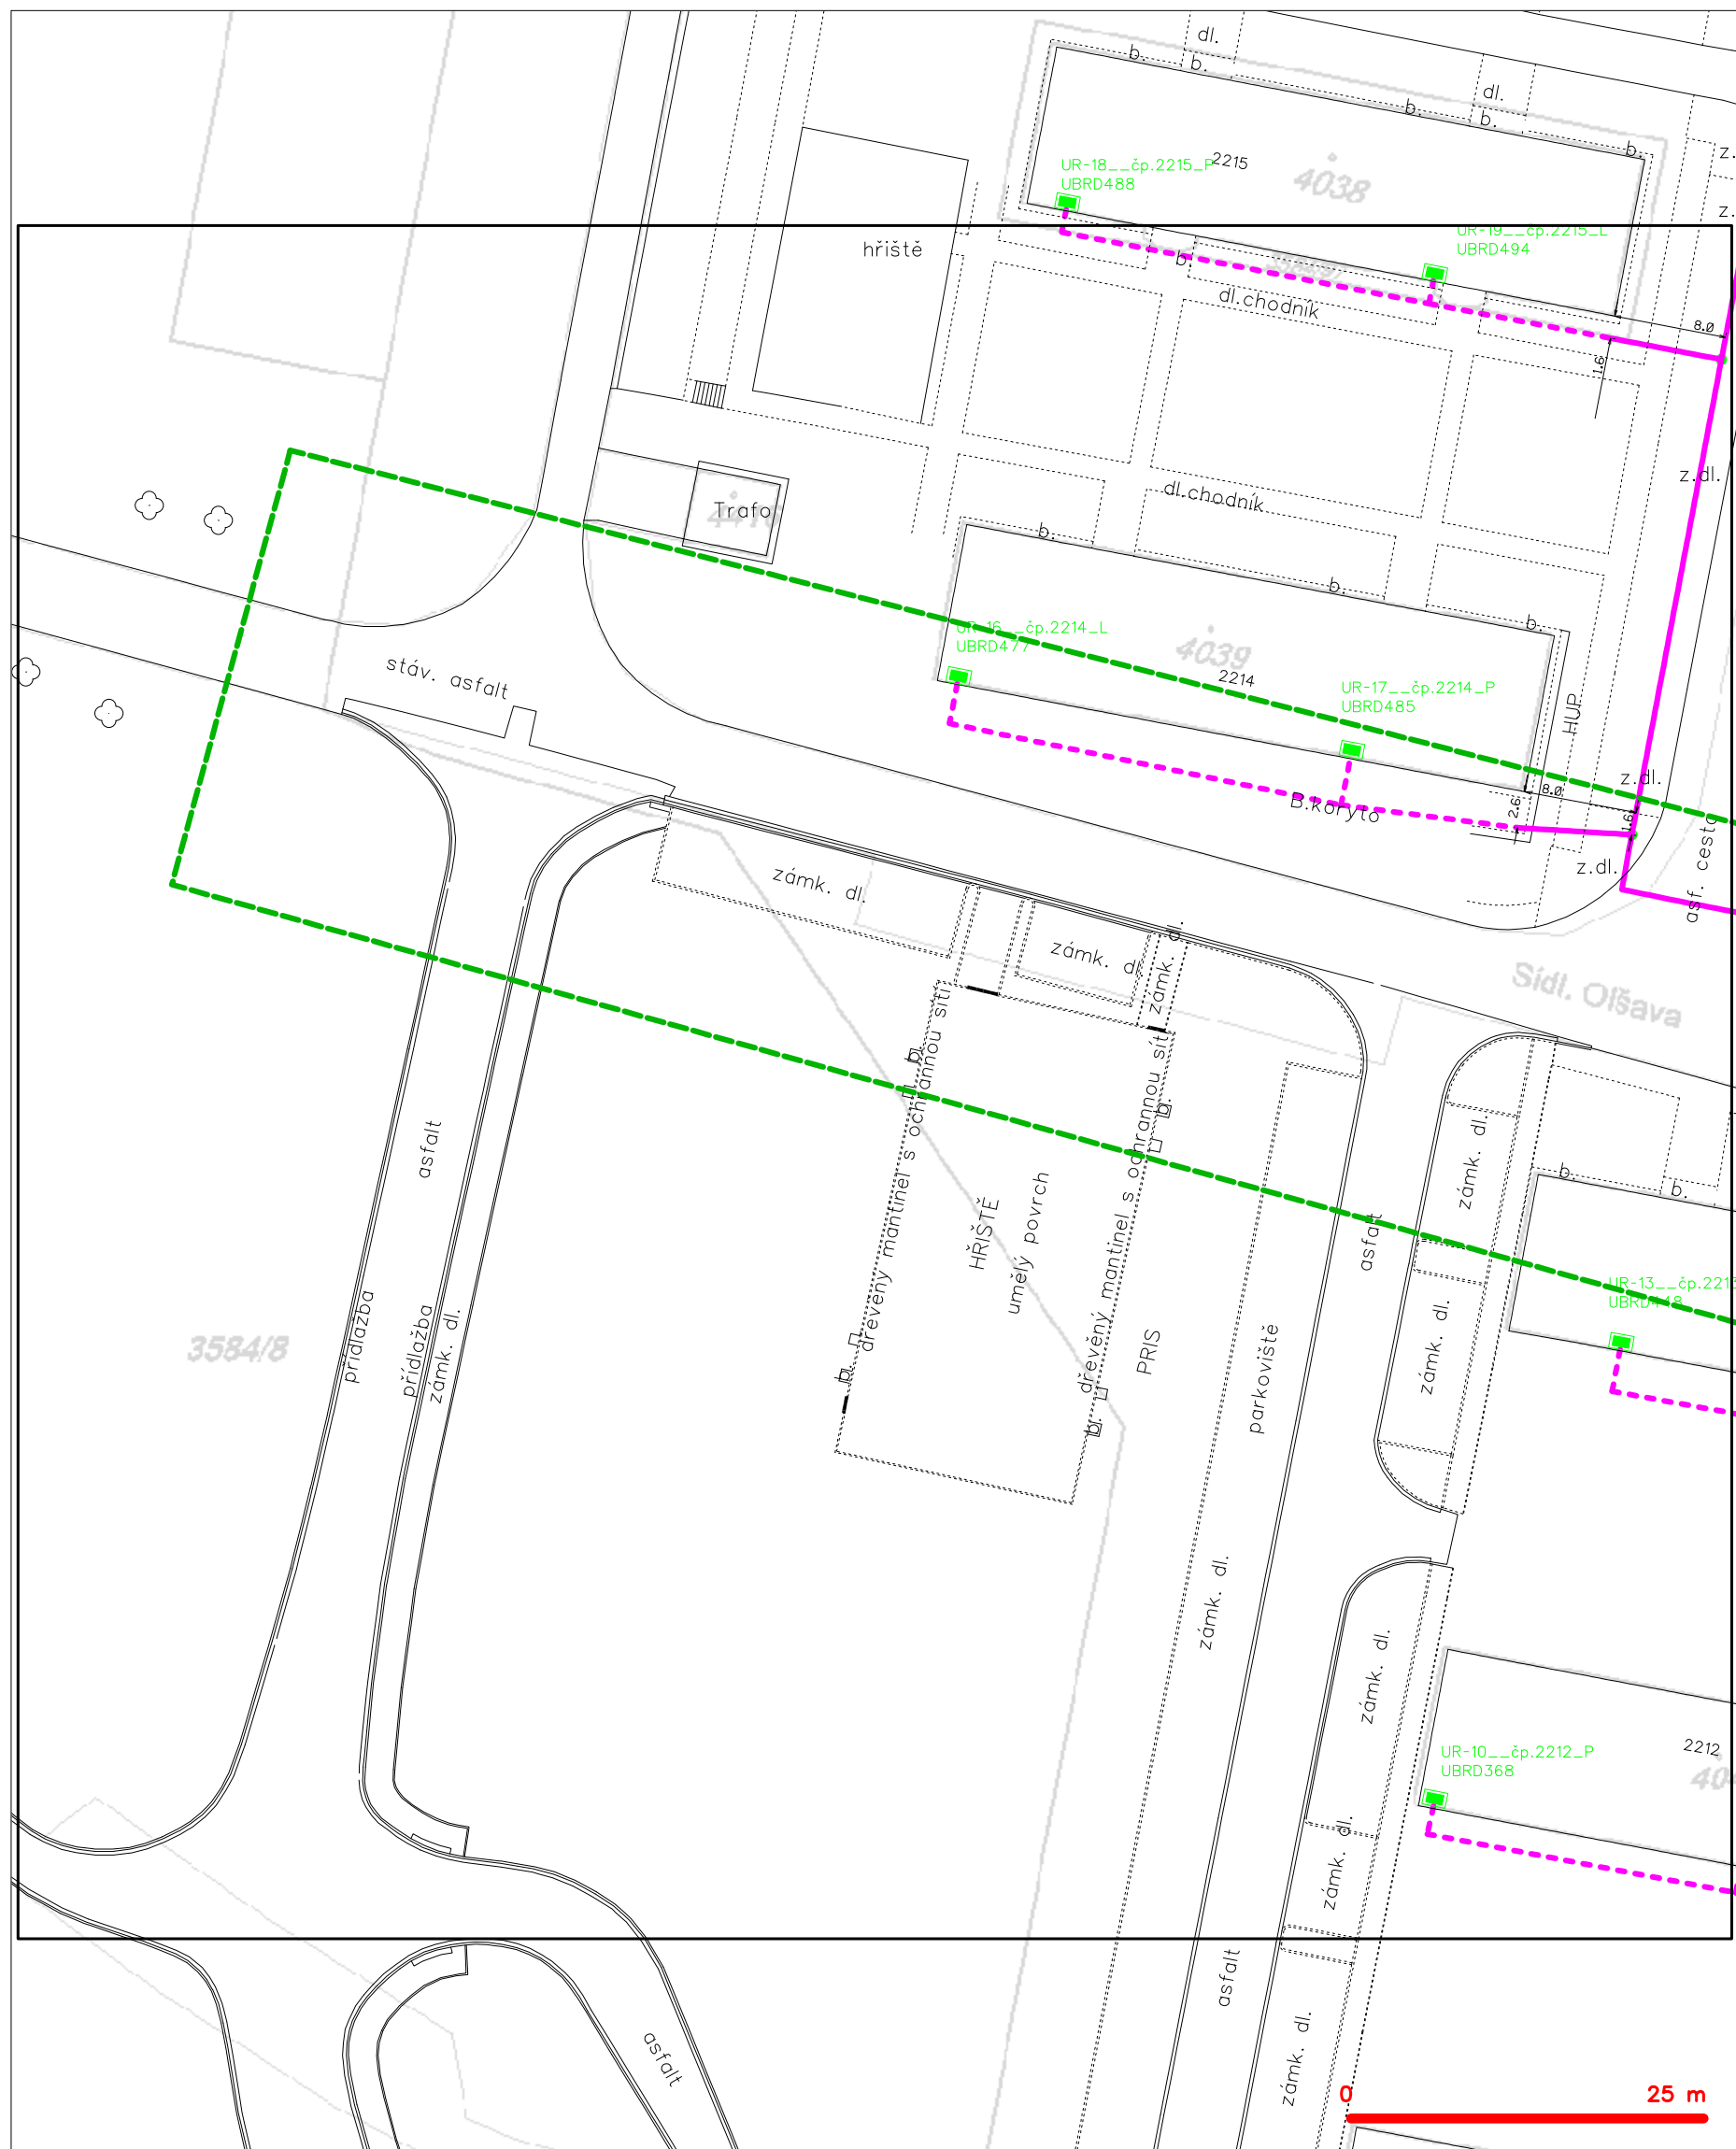 dl.
b.
b.
dl.
b.
b.
b.
z.
z.
UR-18__čp.2215_P
UBRD488
2215
4038
UR-19__čp.2215_L
UBRD494
hřiště
b.
dl.chodník
8.0
1.6
z.dl.
Trafo
dl.chodník
b.
b.
b.
UR-16__čp.2214_L
UBRD477
4039
2214
UR-17__čp.2214_P
UBRD485
HUP
stáv. asfalt
z.dl.
8.0
2.6
1.6
B.koryto
z.dl.
asf. cesta
zámk. dl.
zámk. dl.
zámk. dl.
Sídl. Olšava
b.
b.
dřevěný mantinel s ochrannou sítí
dřevěný mantinel s ochrannou sítí
asfalt
zámk. dl.
b.
b.
HŘIŠTĚ
umělý povrch
asfalt
UR-13__čp.2213
UBRD448
přídlažba
přídlažba
zámk. dl.
3584/8
PRIS
parkoviště
zámk. dl.
b.
b.
zámk. dl.
zámk. dl.
UR-10__čp.2212_P
UBRD368
2212
zámk. dl.
asfalt
zámk. dl.
asfalt
0 25 m